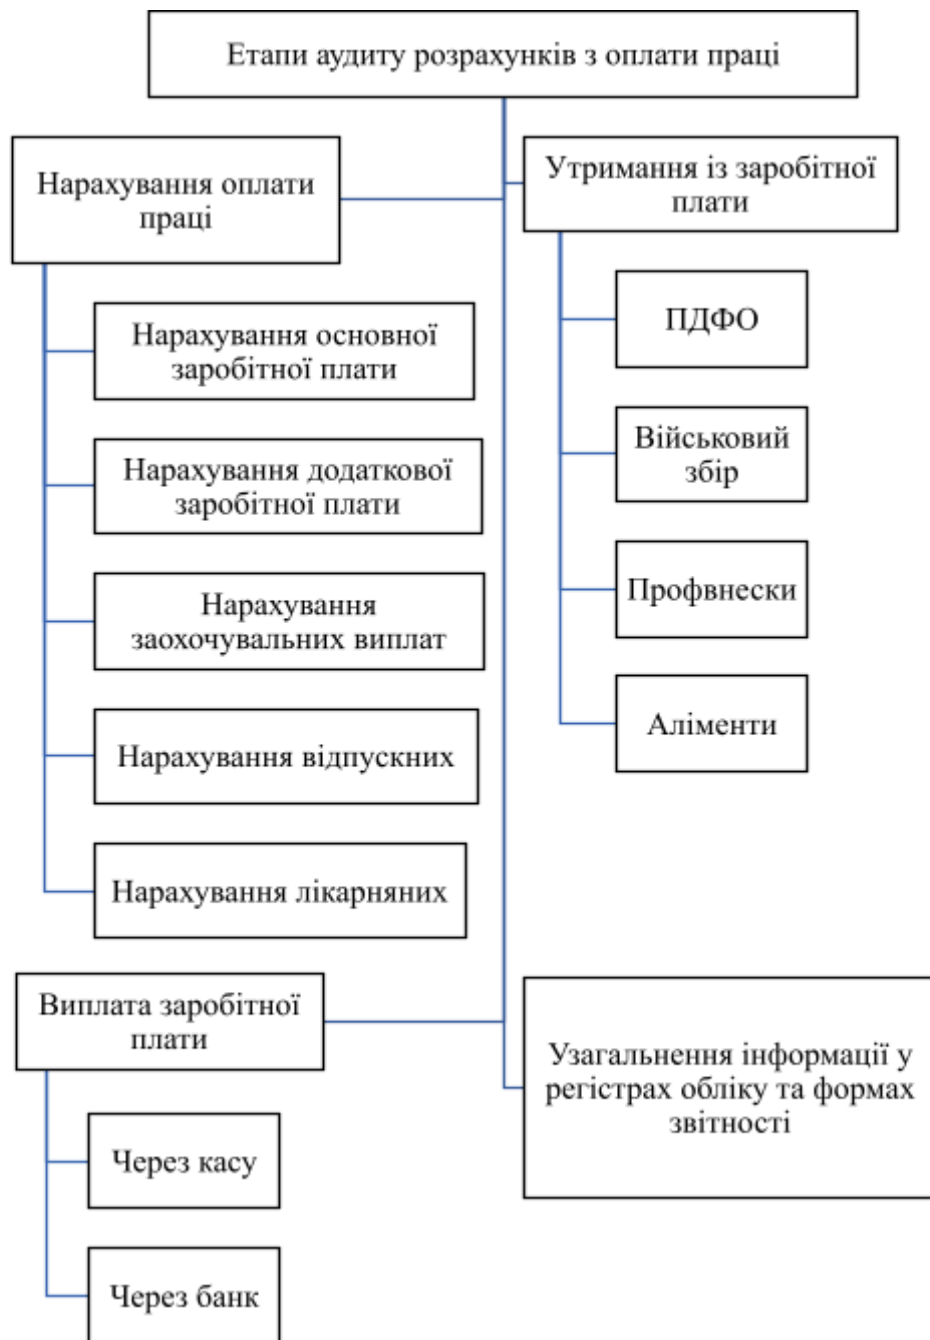 Етапи аудиту розрахунків з оплати праці
Нарахування оплати
праці
Нарахування основної
заробітної плати
Нарахування додаткової
заробітної плати
Нарахування
заохочувальних виплат
Нарахування відпускних
Нарахування лікарняних
Утримання із заробітної
плати
ПДФО
Військовий
збір
Профвнески
Аліменти
Виплата заробітної
плати
Через касу
Через банк
Узагальнення інформації у
регістрах обліку та формах
звітності